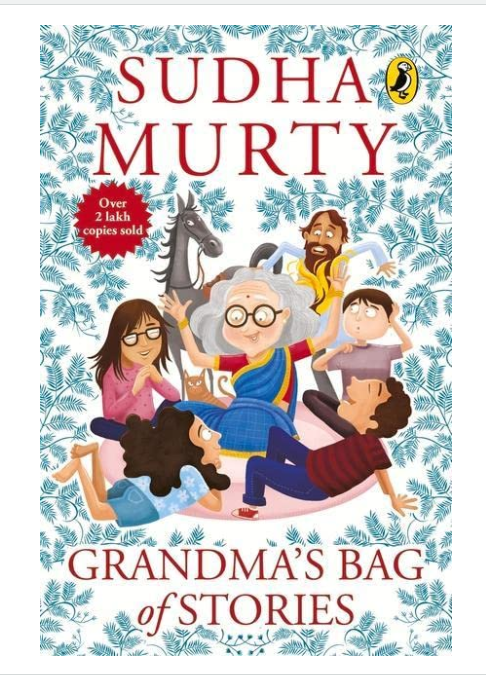 SUDHA
MURTY
Over
2 lakh
copies sold
GRANDMA'S BAG
of STORIES